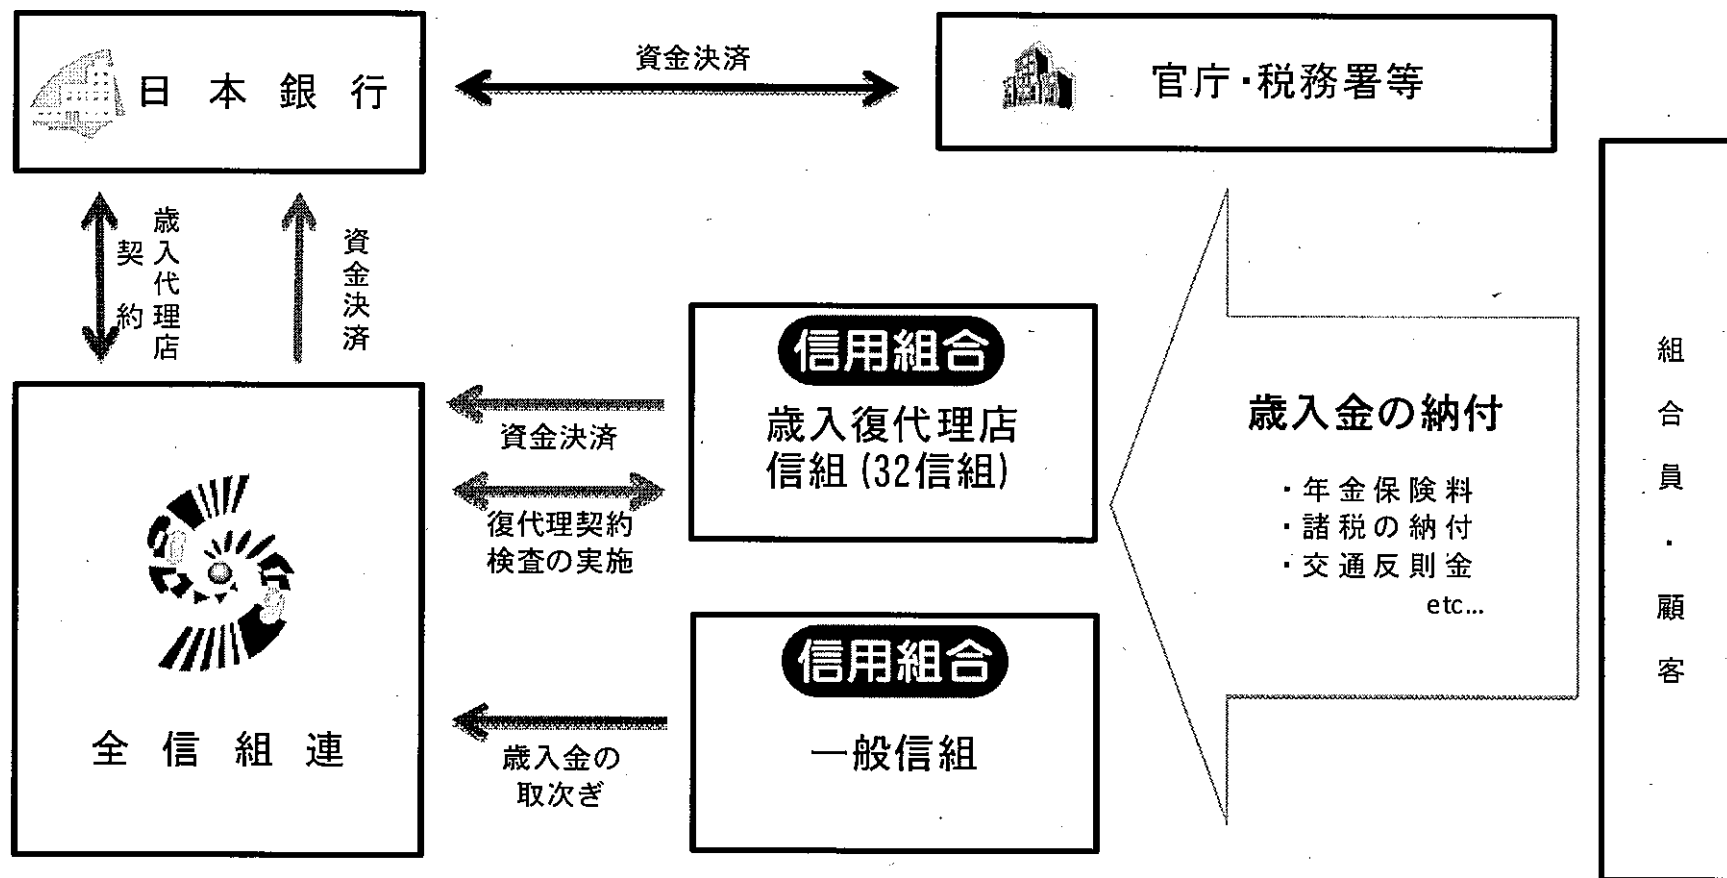 日本銀行
資金決済
官庁・税務署等
歳入代理店
契約
資金決済
信用組合
歳入復代理店
信組(32信組)
資金決済
復代理契約
検査の実施
歳入金の納付
・年金保険料
・諸税の納付
・交通反則金
etc...
組合員・顧客
全信組連
信用組合
一般信組
歳入金の
取次ぎ